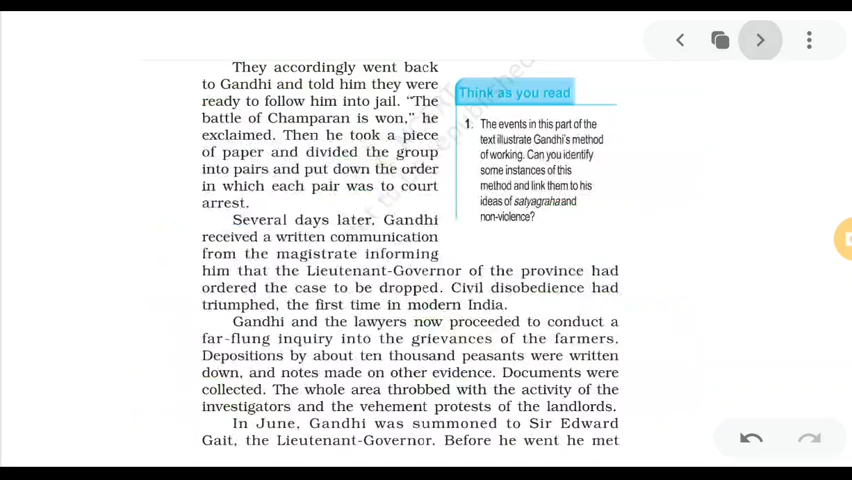 They accordingly went back
to Gandhi and told him they were
ready to follow him into jail. “The
battle of Champaran is won,” he
exclaimed. Then he took a piece
of paper and divided the group
into pairs and put down the order
in which each pair was to court
arrest.
Several days later, Gandhi
received a written communication
from the magistrate informing
him that the Lieutenant-Governor of the province had
ordered the case to be dropped. Civil disobedience had
triumphed, the first time in modern India.
Gandhi and the lawyers now proceeded to conduct a
far-flung inquiry into the grievances of the farmers.
Depositions by about ten thousand peasants were written
down, and notes made on other evidence. Documents were
collected. The whole area throbbed with the activity of the
investigators and the vehement protests of the landlords.
In June, Gandhi was summoned to Sir Edward
Gait, the Lieutenant-Governor. Before he went he met
Think as you read
1. The events in this part of the
text illustrate Gandhi's method
of working. Can you identify
some instances of this
method and link them to his
ideas of satyagraha and
non-violence?